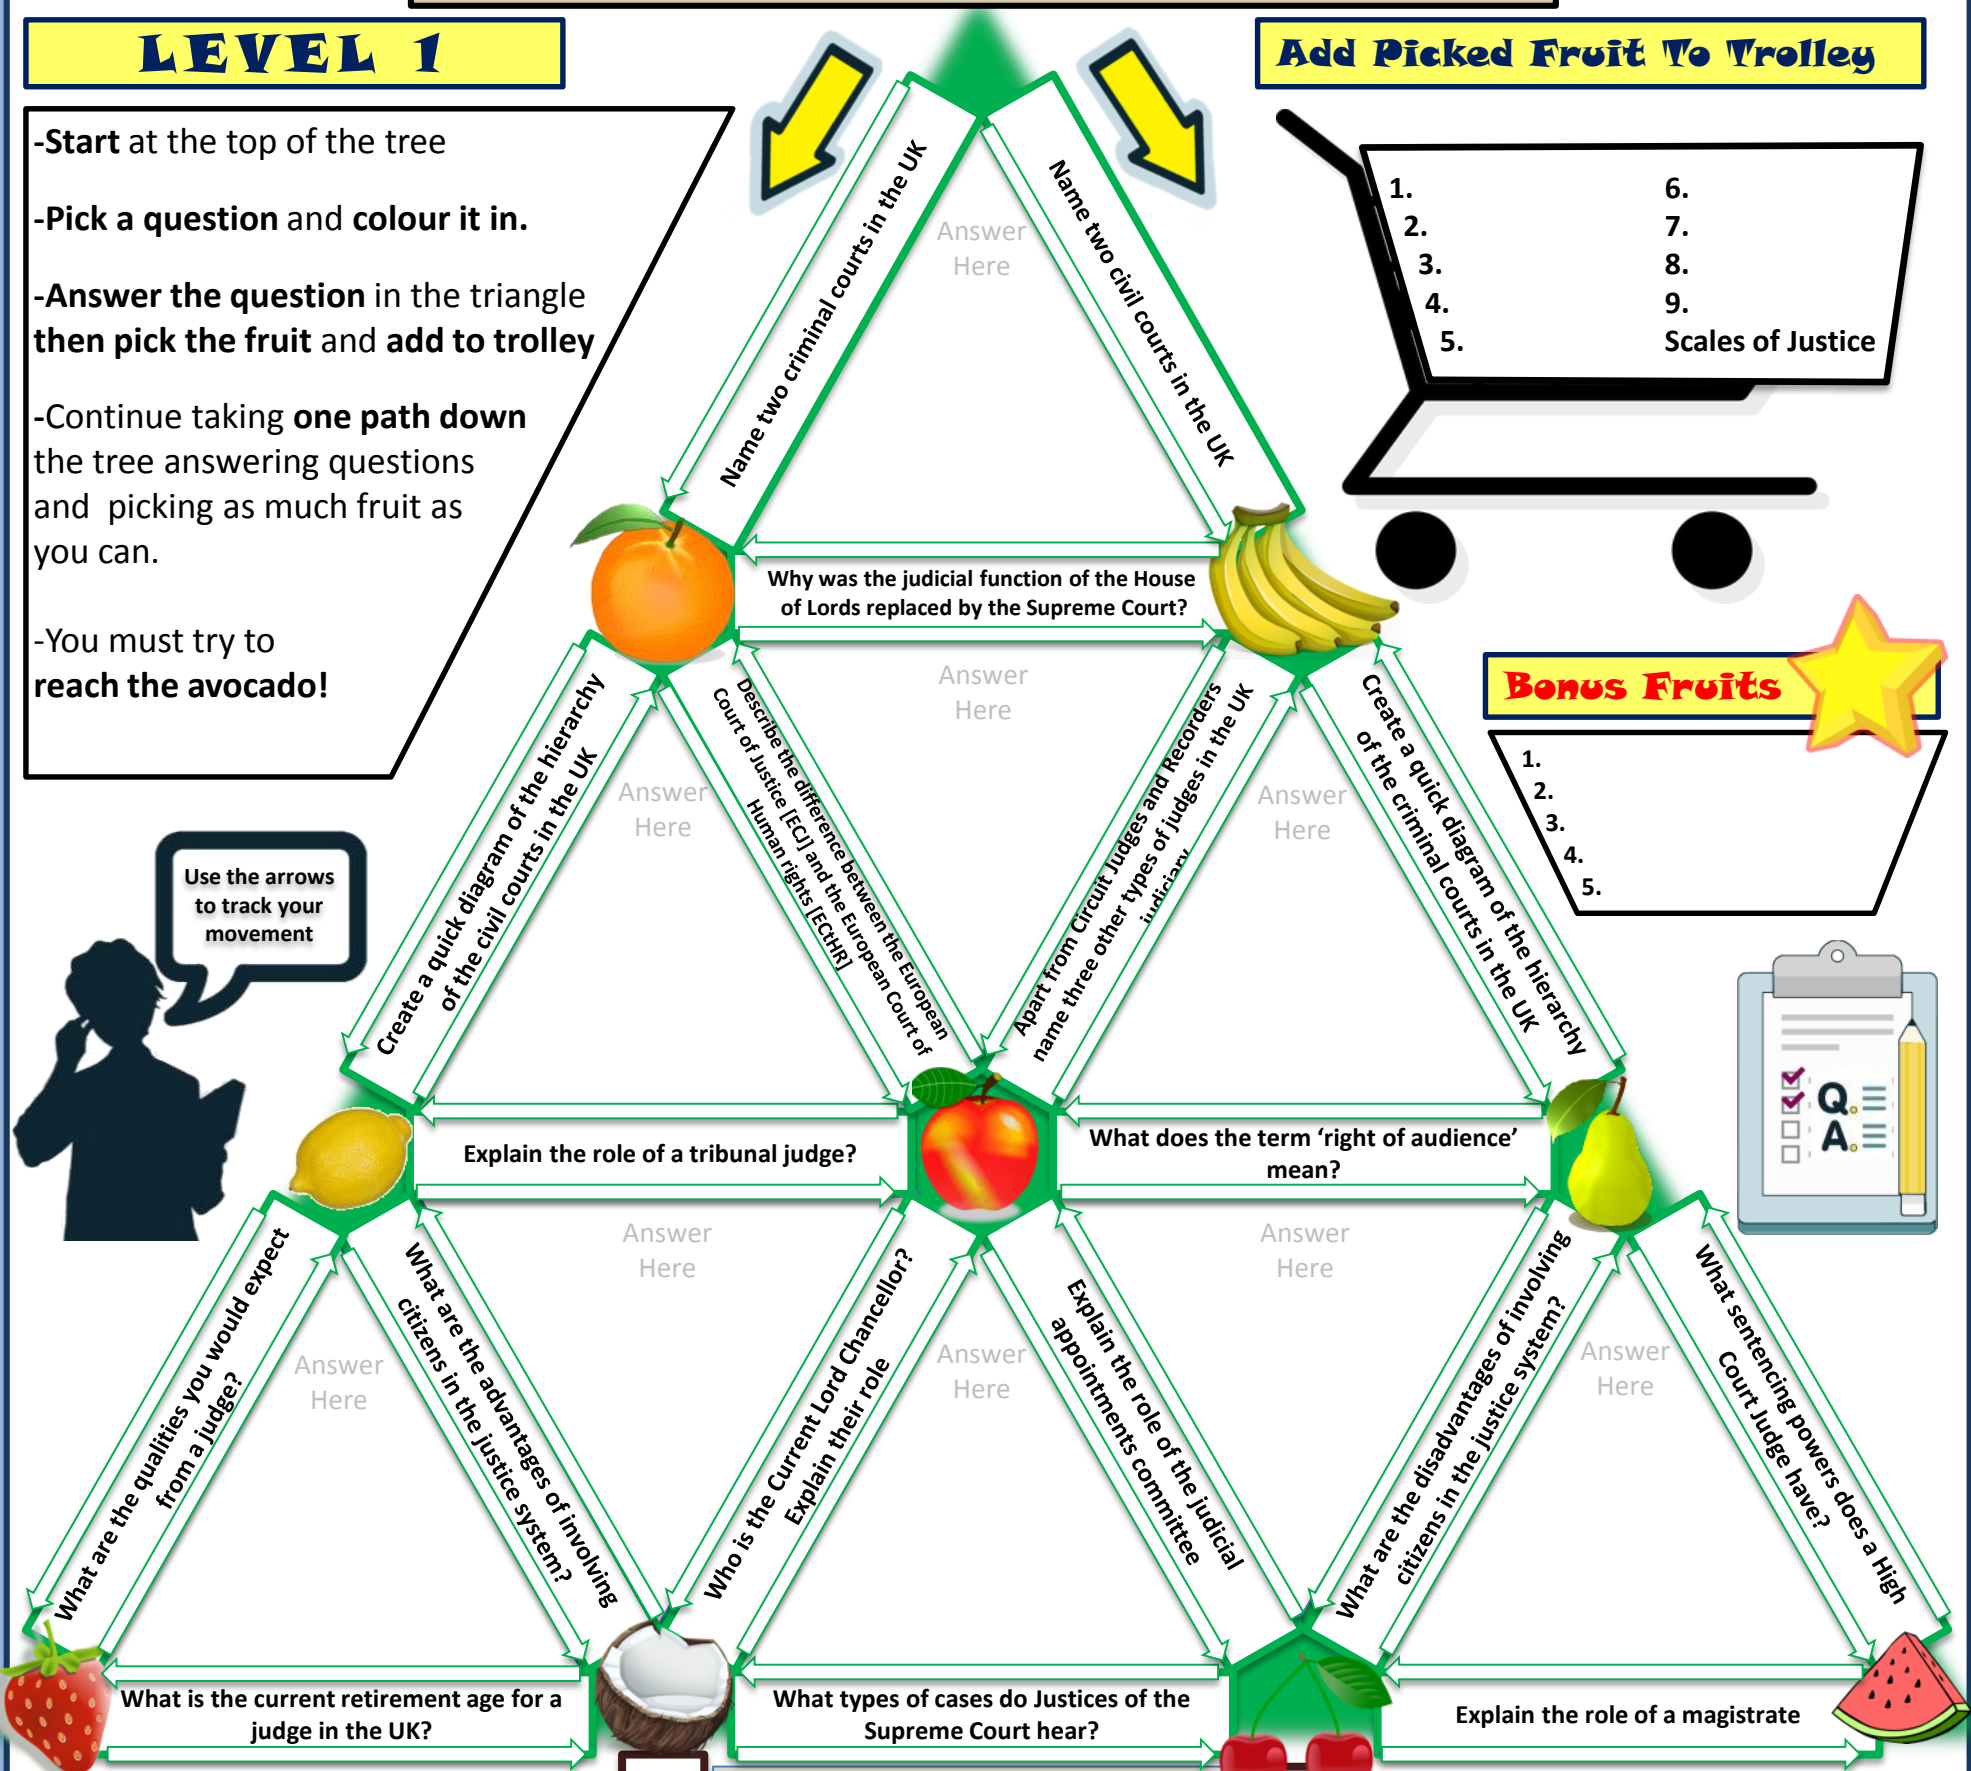 LEVEL 1
Add Picked Fruit To Trolley
-Start at the top of the tree
-Pick a question and colour it in.
-Answer the question in the triangle
then pick the fruit and add to trolley
-Continue taking one path down
the tree answering questions
and picking as much fruit as
you can.
-You must try to
reach the avocado!
1.
2.
3.
4.
5.
6.
7.
8.
9.
Scales of Justice
Name two criminal courts in the UK
Answer
Here
Name two civil courts in the UK
Why was the judicial function of the House
of Lords replaced by the Supreme Court?
Answer
Here
Bonus Fruits
1.
2.
3.
4.
5.
Use the arrows
to track your
movement
Create a quick diagram of the hierarchy
of the civil courts in the UK
Answer
Here
Describe the difference between the European
Court of Justice [ECJ] and the European Court of
Human rights [ECtHR]
Apart from Circuit Judges and Recorders
name three other types of judges in the UK
judiciary
Answer
Here
Create a quick diagram of the hierarchy
of the criminal courts in the UK
Q.
A.
Explain the role of a tribunal judge?
What does the term ‘right of audience’
mean?
Answer
Here
Answer
Here
What are the qualities you would expect
from a judge?
Answer
Here
What are the advantages of involving
citizens in the justice system?
Who is the Current Lord Chancellor?
Explain their role
Answer
Here
Explain the role of the judicial
appointments committee
What are the disadvantages of involving
citizens in the justice system?
Answer
Here
What sentencing powers does a High
Court Judge have?
What is the current retirement age for a
judge in the UK?
What types of cases do Justices of the
Supreme Court hear?
Explain the role of a magistrate